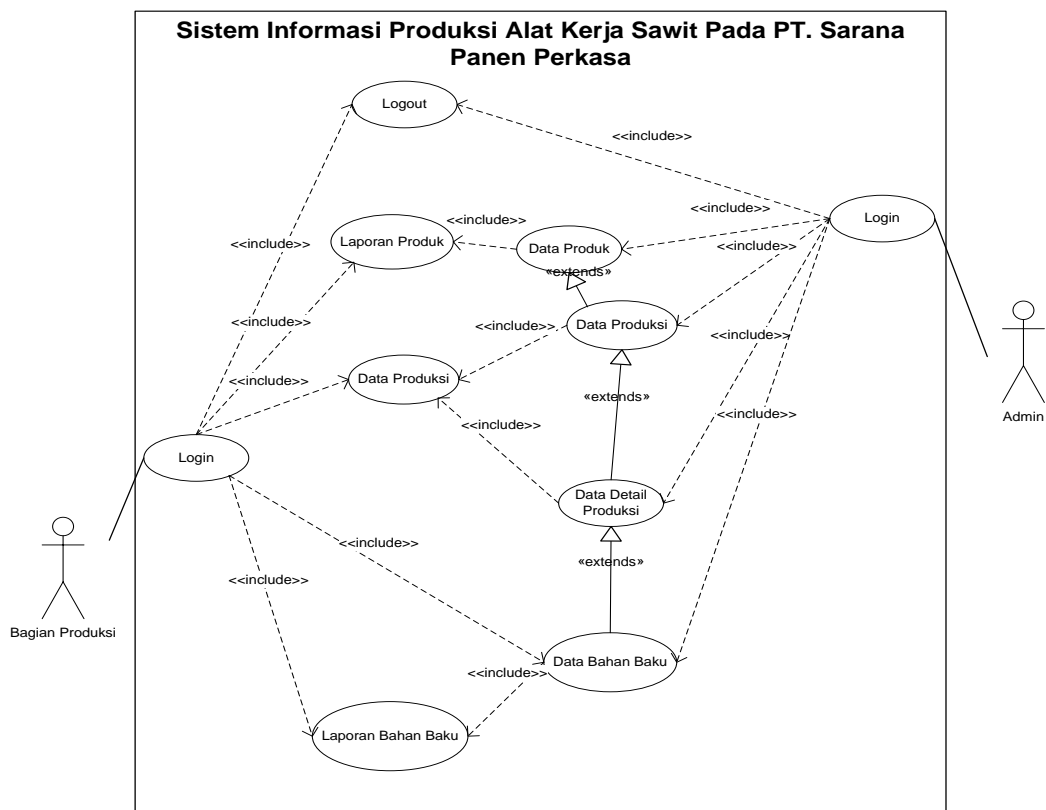 Sistem Informasi Produksi Alat Kerja Sawit Pada PT. Sarana
Panen Perkasa
Logout
<<include>>
<<include>>
Login
<<include>>
Laporan Produk
<<include>>
Data Produk
<<include>>
«extends»
<<include>>
Data Produksi
<<include>>
<<include>>
Data Produksi
<<include>>
«extends»
<<include>>
Admin
<<include>>
Login
Data Detail
Produksi
<<include>>
«extends»
<<include>>
Bagian Produksi
Data Bahan Baku
<<include>>
Laporan Bahan Baku